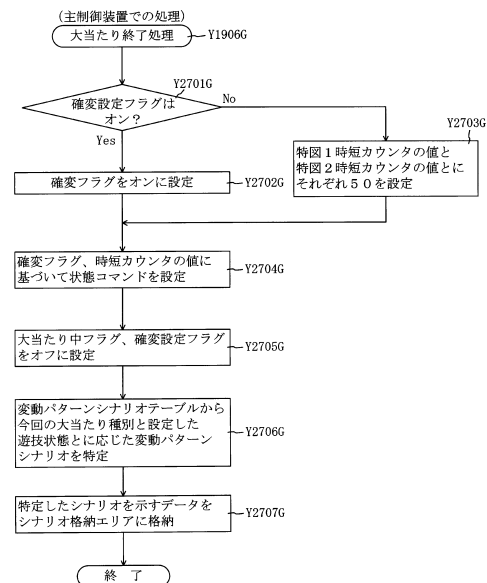 (主制御装置での処理)
大当たり終了処理
Y1906G
Y2701G
確変設定フラグは
オン?
No
Yes
Y2703G
特図1時短カウンタの値と
特図2時短カウンタの値とに
それぞれ50を設定
確変フラグをオンに設定
Y2702G
確変フラグ、時短カウンタの値に
基づいて状態コマンドを設定
Y2704G
大当たり中フラグ、確変設定フラグ
をオフに設定
Y2705G
変動パターンシナリオテーブルから
今回の大当たり種別と設定した
遊技状態とに応じた変動パターン
シナリオを特定
Y2706G
特定したシナリオを示すデータを
シナリオ格納エリアに格納
Y2707G
終 了